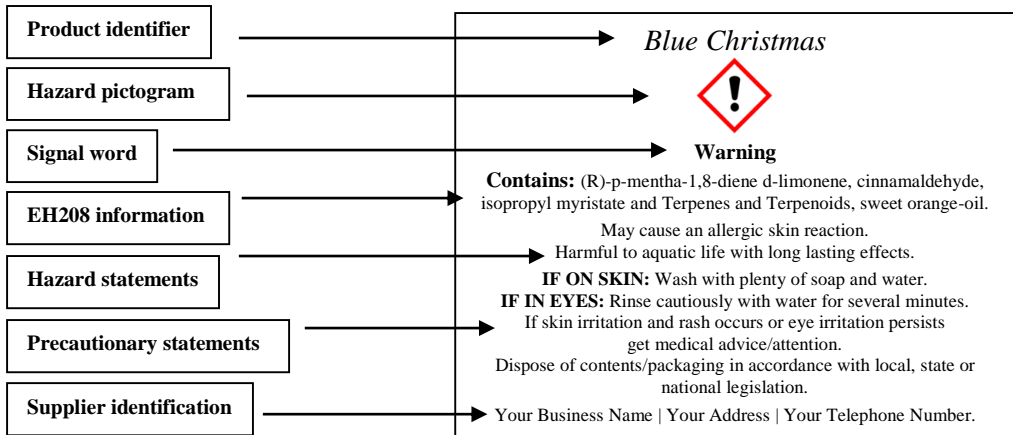 Product identifier
Blue Christmas
Hazard pictogram
!
Signal word
Warning
EH208 information
Contains: (R)-p-mentha-1,8-diene d-limonene, cinnamaldehyde,
isopropyl myristate and Terpenes and Terpenoids, sweet orange-oil.
Hazard statements
May cause an allergic skin reaction.
Harmful to aquatic life with long lasting effects.
Precautionary statements
IF ON SKIN: Wash with plenty of soap and water.
IF IN EYES: Rinse cautiously with water for several minutes.
If skin irritation and rash occurs or eye irritation persists
get medical advice/attention.
Dispose of contents/packaging in accordance with local, state or
national legislation.
Supplier identification
Your Business Name | Your Address | Your Telephone Number.